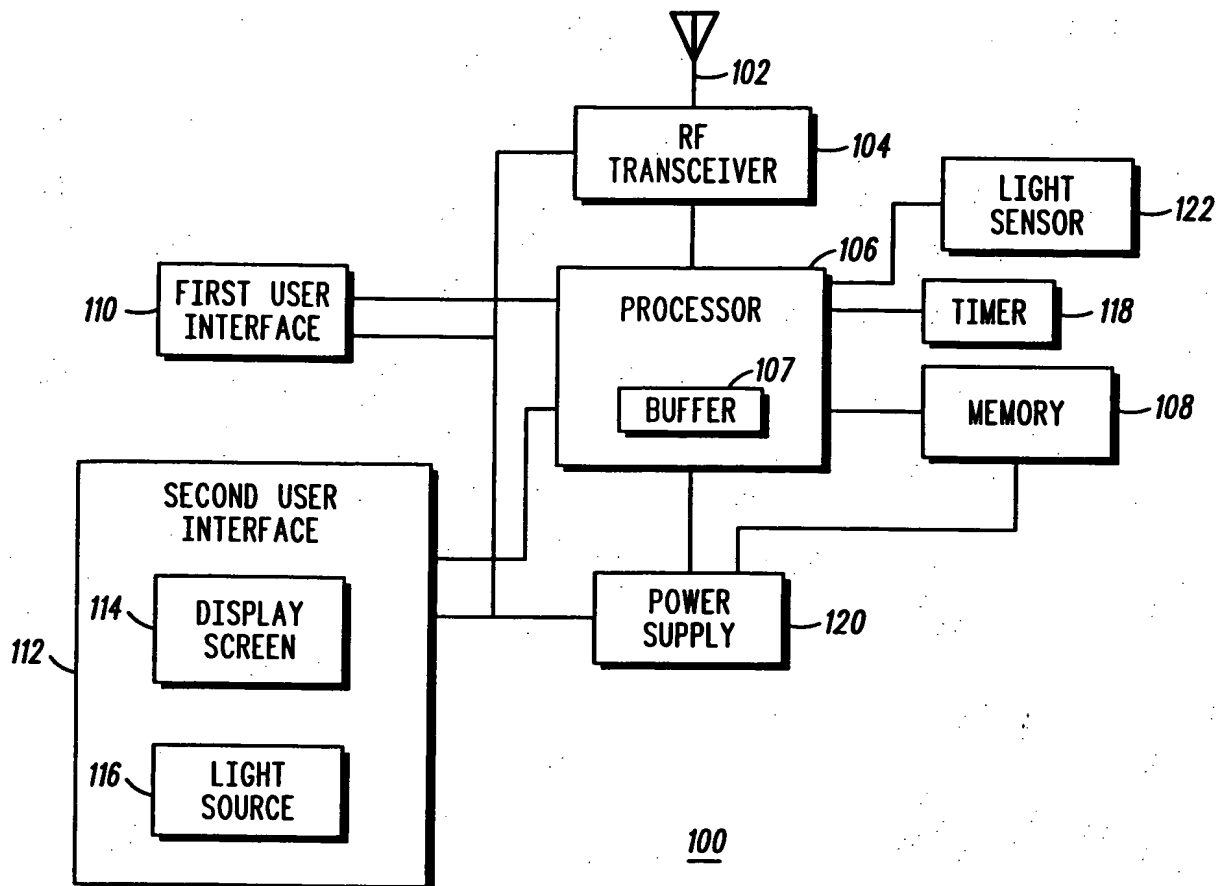 102
RF
TRANSCEIVER
104
LIGHT
SENSOR
122
106
110
FIRST USER
INTERFACE
PROCESSOR
TIMER
118
107
BUFFER
MEMORY
108
SECOND USER
INTERFACE
114
DISPLAY
SCREEN
112
POWER
SUPPLY
120
116
LIGHT
SOURCE
100